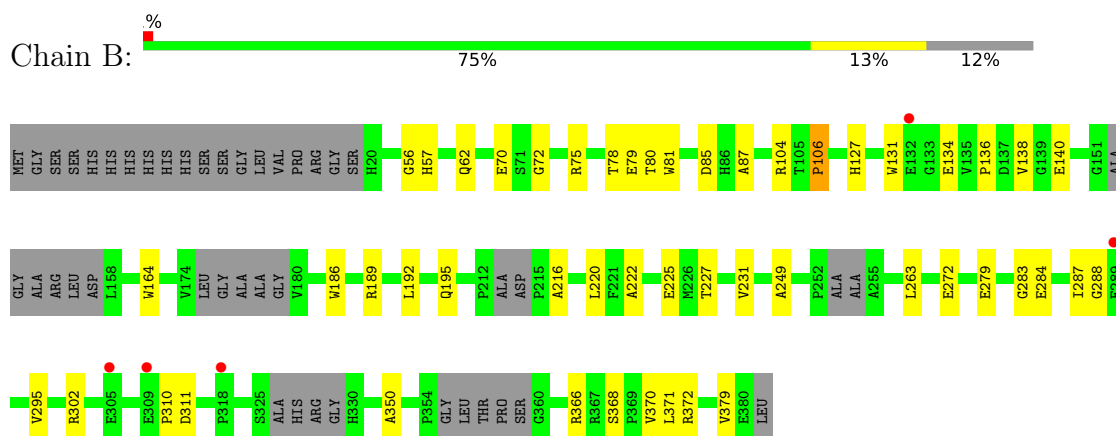 .%
Chain B:
75% 13% 12%
MET GLY SER SER HIS HIS HIS HIS HIS HIS SER SER GLY LEU VAL PRO ARG GLY SER H20 G56 H57 Q62 E70 S71 G72 R75 T78 E79 T80 W81 D85 H86 A87 R104 T105 P106 H127 W131 E132 G133 E134 V135 P136 D137 V138 G139 E140 G151 ALA
GLY ALA ARG LEU ASP L158 W164 V174 LEU GLY ALA ALA GLY V180 W186 R189 L192 Q195 P212 ALA ASP P215 A216 L220 F221 A222 E225 M226 T227 V231 A249 P252 ALA ALA A255 L263 E272 E279 G283 E284 I287 G288 E289
V295 R302 E305 E309 P310 D311 P318 S325 ALA HIS ARG GLY H330 A350 P354 GLY LEU THR PRO SER G360 R366 R367 S368 P369 V370 L371 R372 V379 E380 LEU